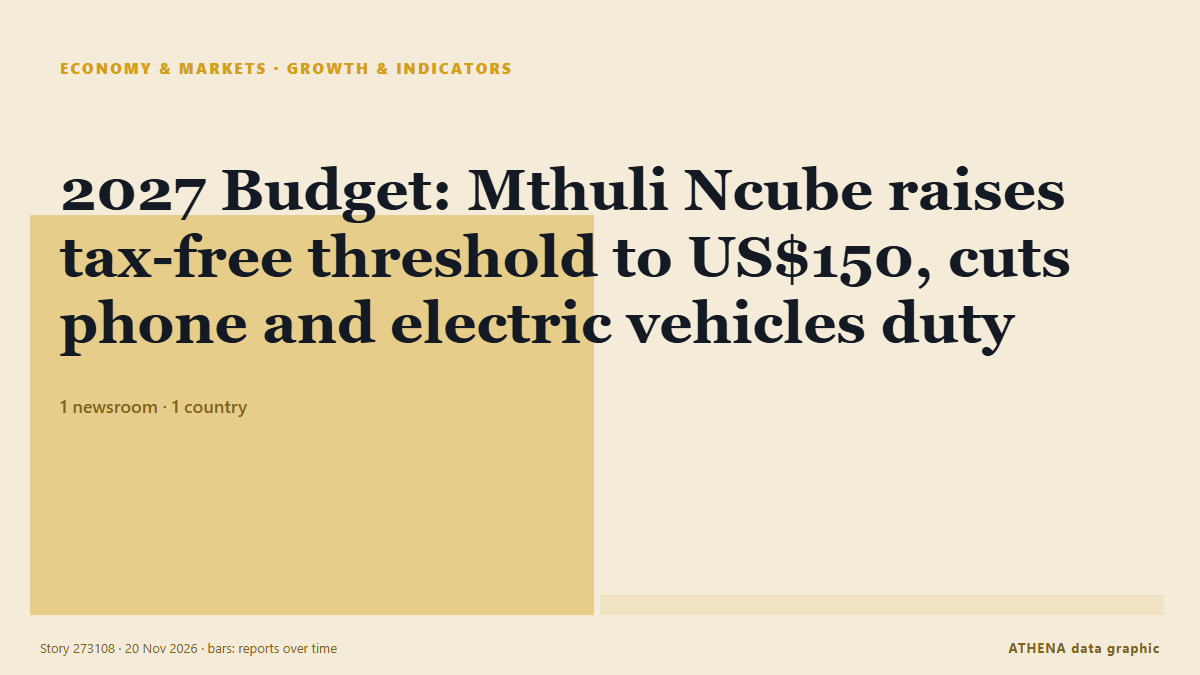 ECONOMY & MARKETS · GROWTH & INDICATORS
2027 Budget: Mthuli Ncube raises
tax-free threshold to US$150, cuts
phone and electric vehicles duty
1 newsroom · 1 country
Story 273108 · 20 Nov 2026 · bars: reports over time
ATHENA data graphic